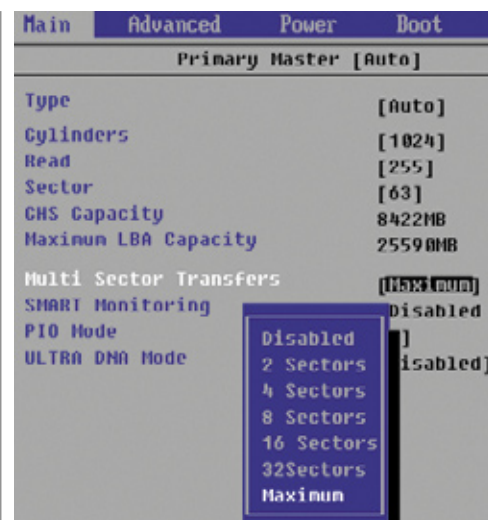 Main Advanced Power Boot
Primary Master [Auto]
Type [Auto]
Cylinders [1024]
Head [255]
Sector [63]
CHS Capacity 8422MB
Maximum LBA Capacity 25590MB
Multi Sector Transfers [Maximum]
SMART Monitoring Disabled
PIO Mode ]
ULTRA DMA Mode isabled]
Disabled
2 Sectors
4 Sectors
8 Sectors
16 Sectors
32Sectors
Maximum